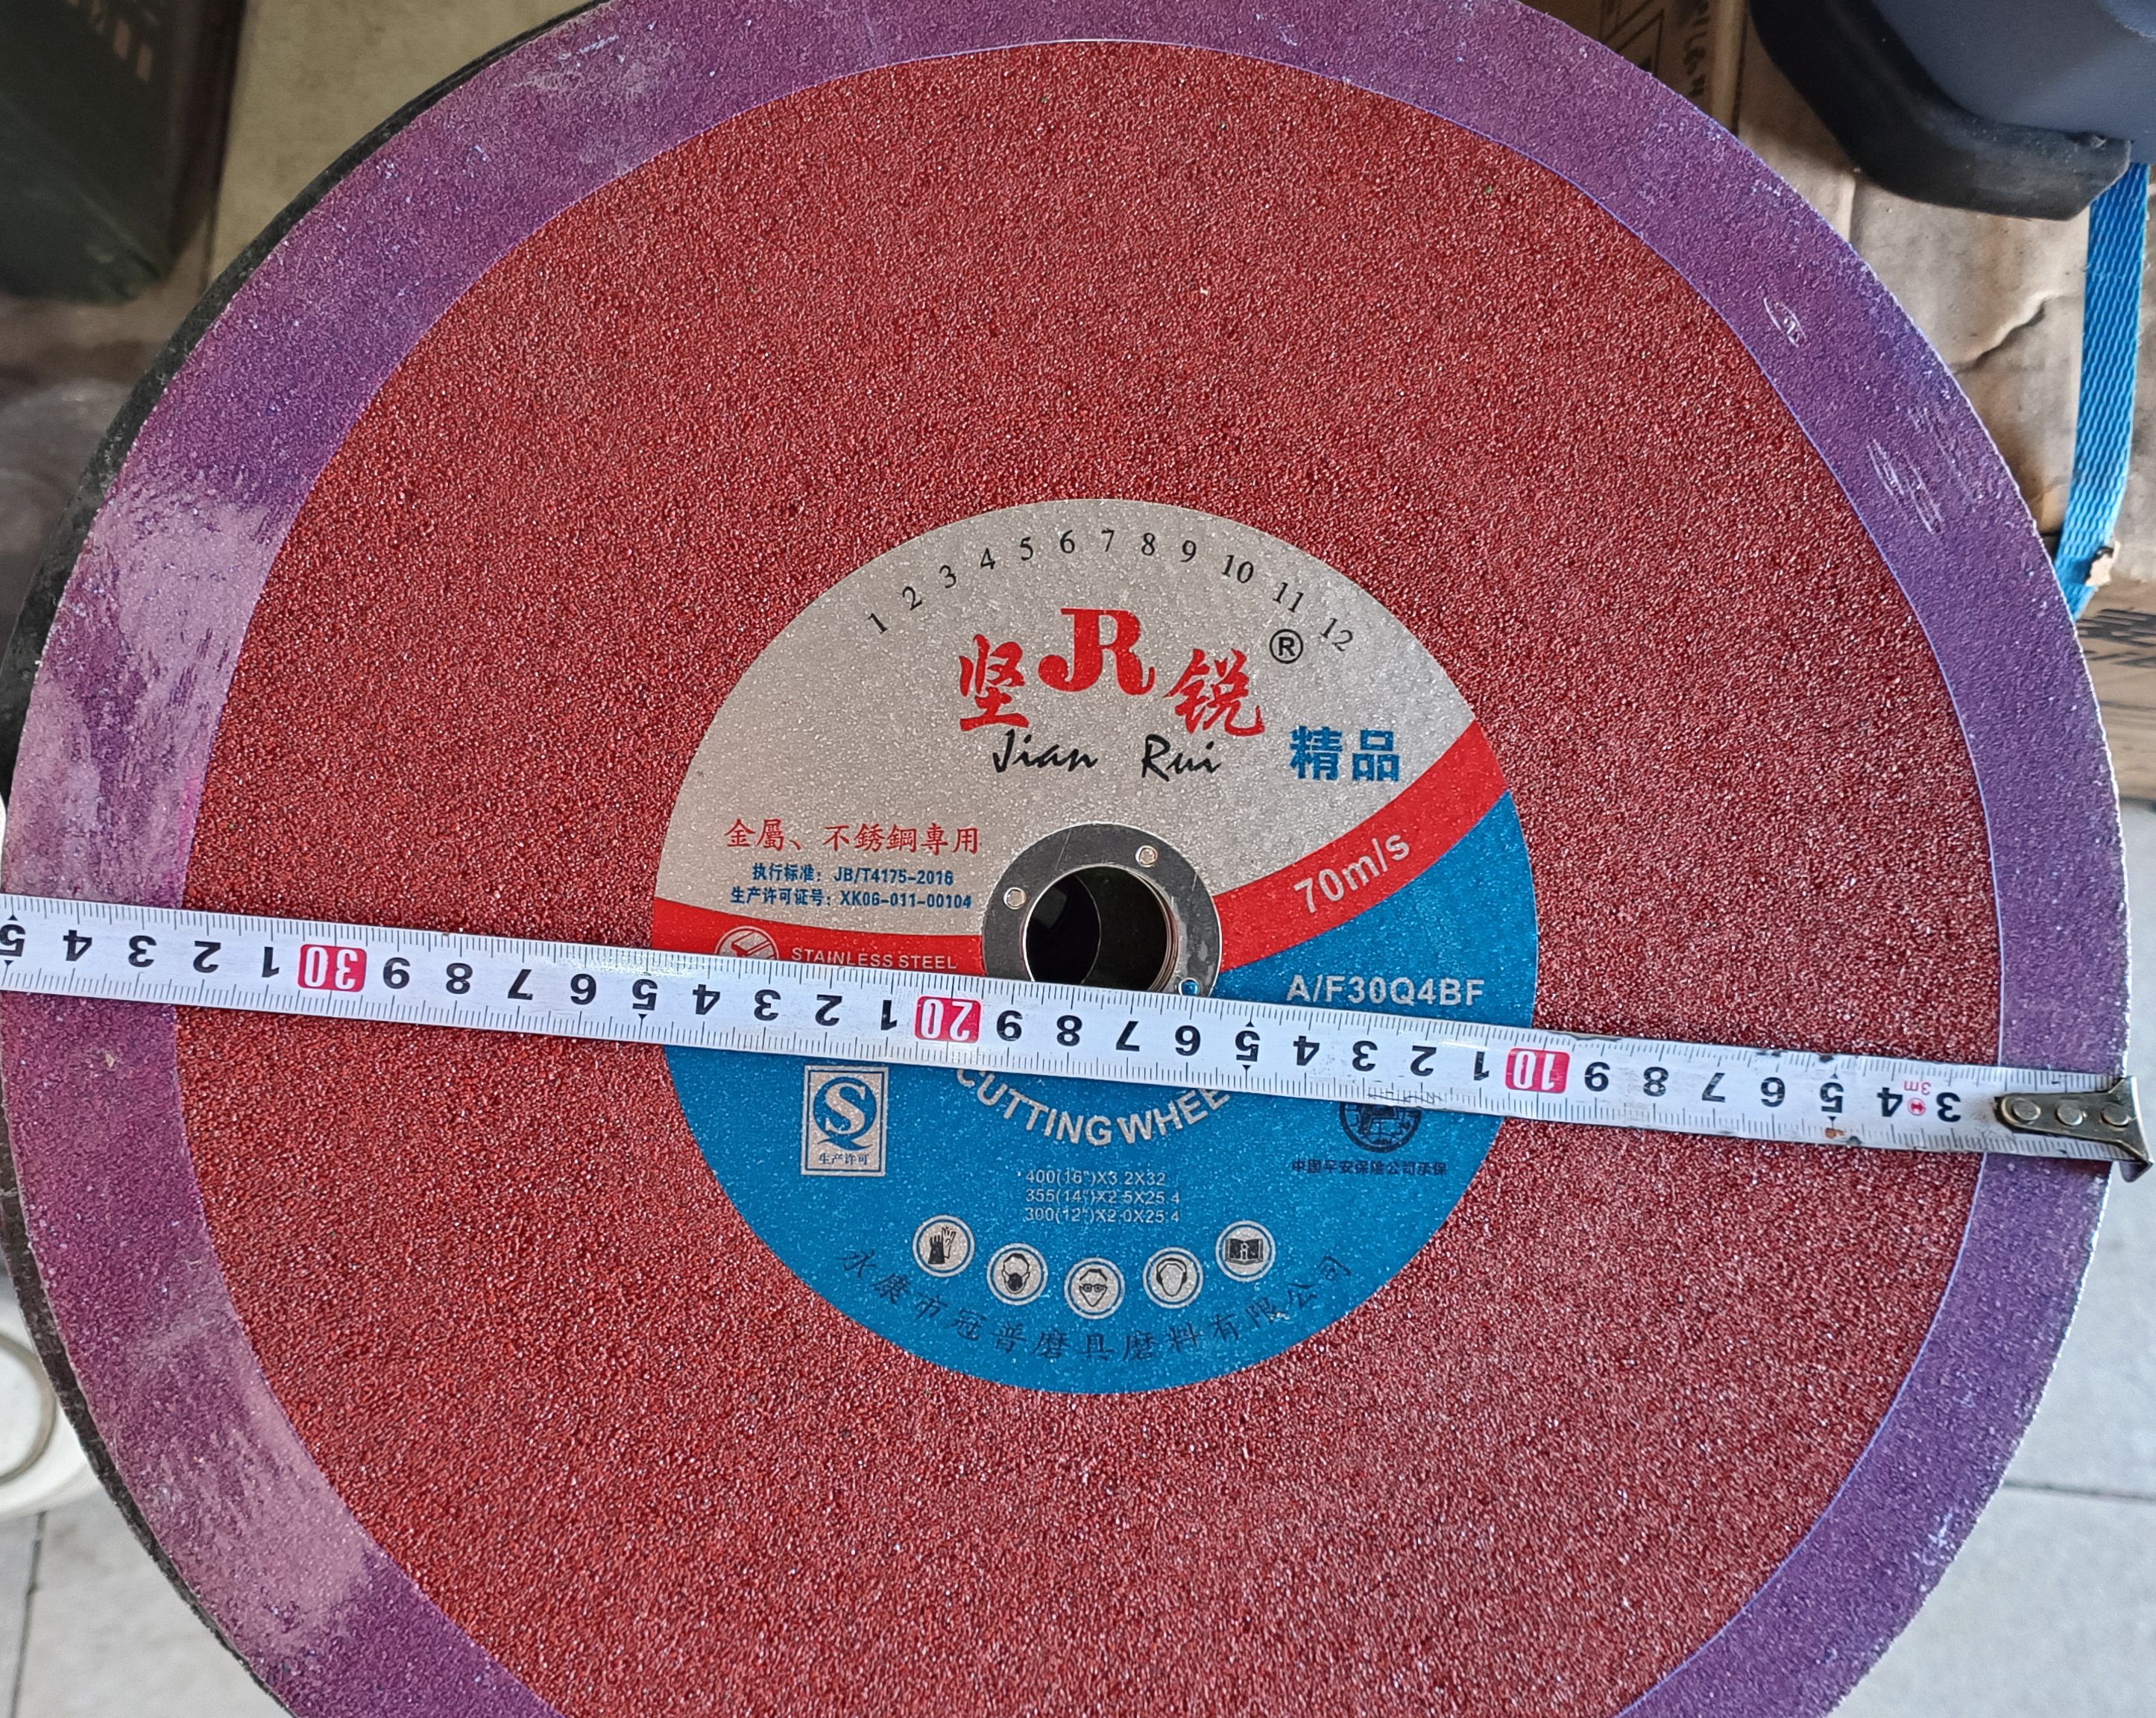 1 2 3 4 5 6 7 8 9 10 11 12
坚 JR 锐 ®
Jian Rui
精品
70m/s
金屬、不銹鋼專用
执行标准：JB/T4175-2016
生产许可证号：XK06-011-00104
STAINLESS STEEL
A/F30Q4BF
5 4 3 2 1 30 9 8 7 6 5 4 3 2 1 20 9 8 7 6 5 4 3 2 1 10 9 8 7 6 5 4 3
3m
CUTTING WHEE
QS
生产许可
中国平安保险公司承保
400(16")X3.2X32
355(14")X2.5X25.4
300(12")X2.0X25.4
永康市冠普磨具磨料有限公司